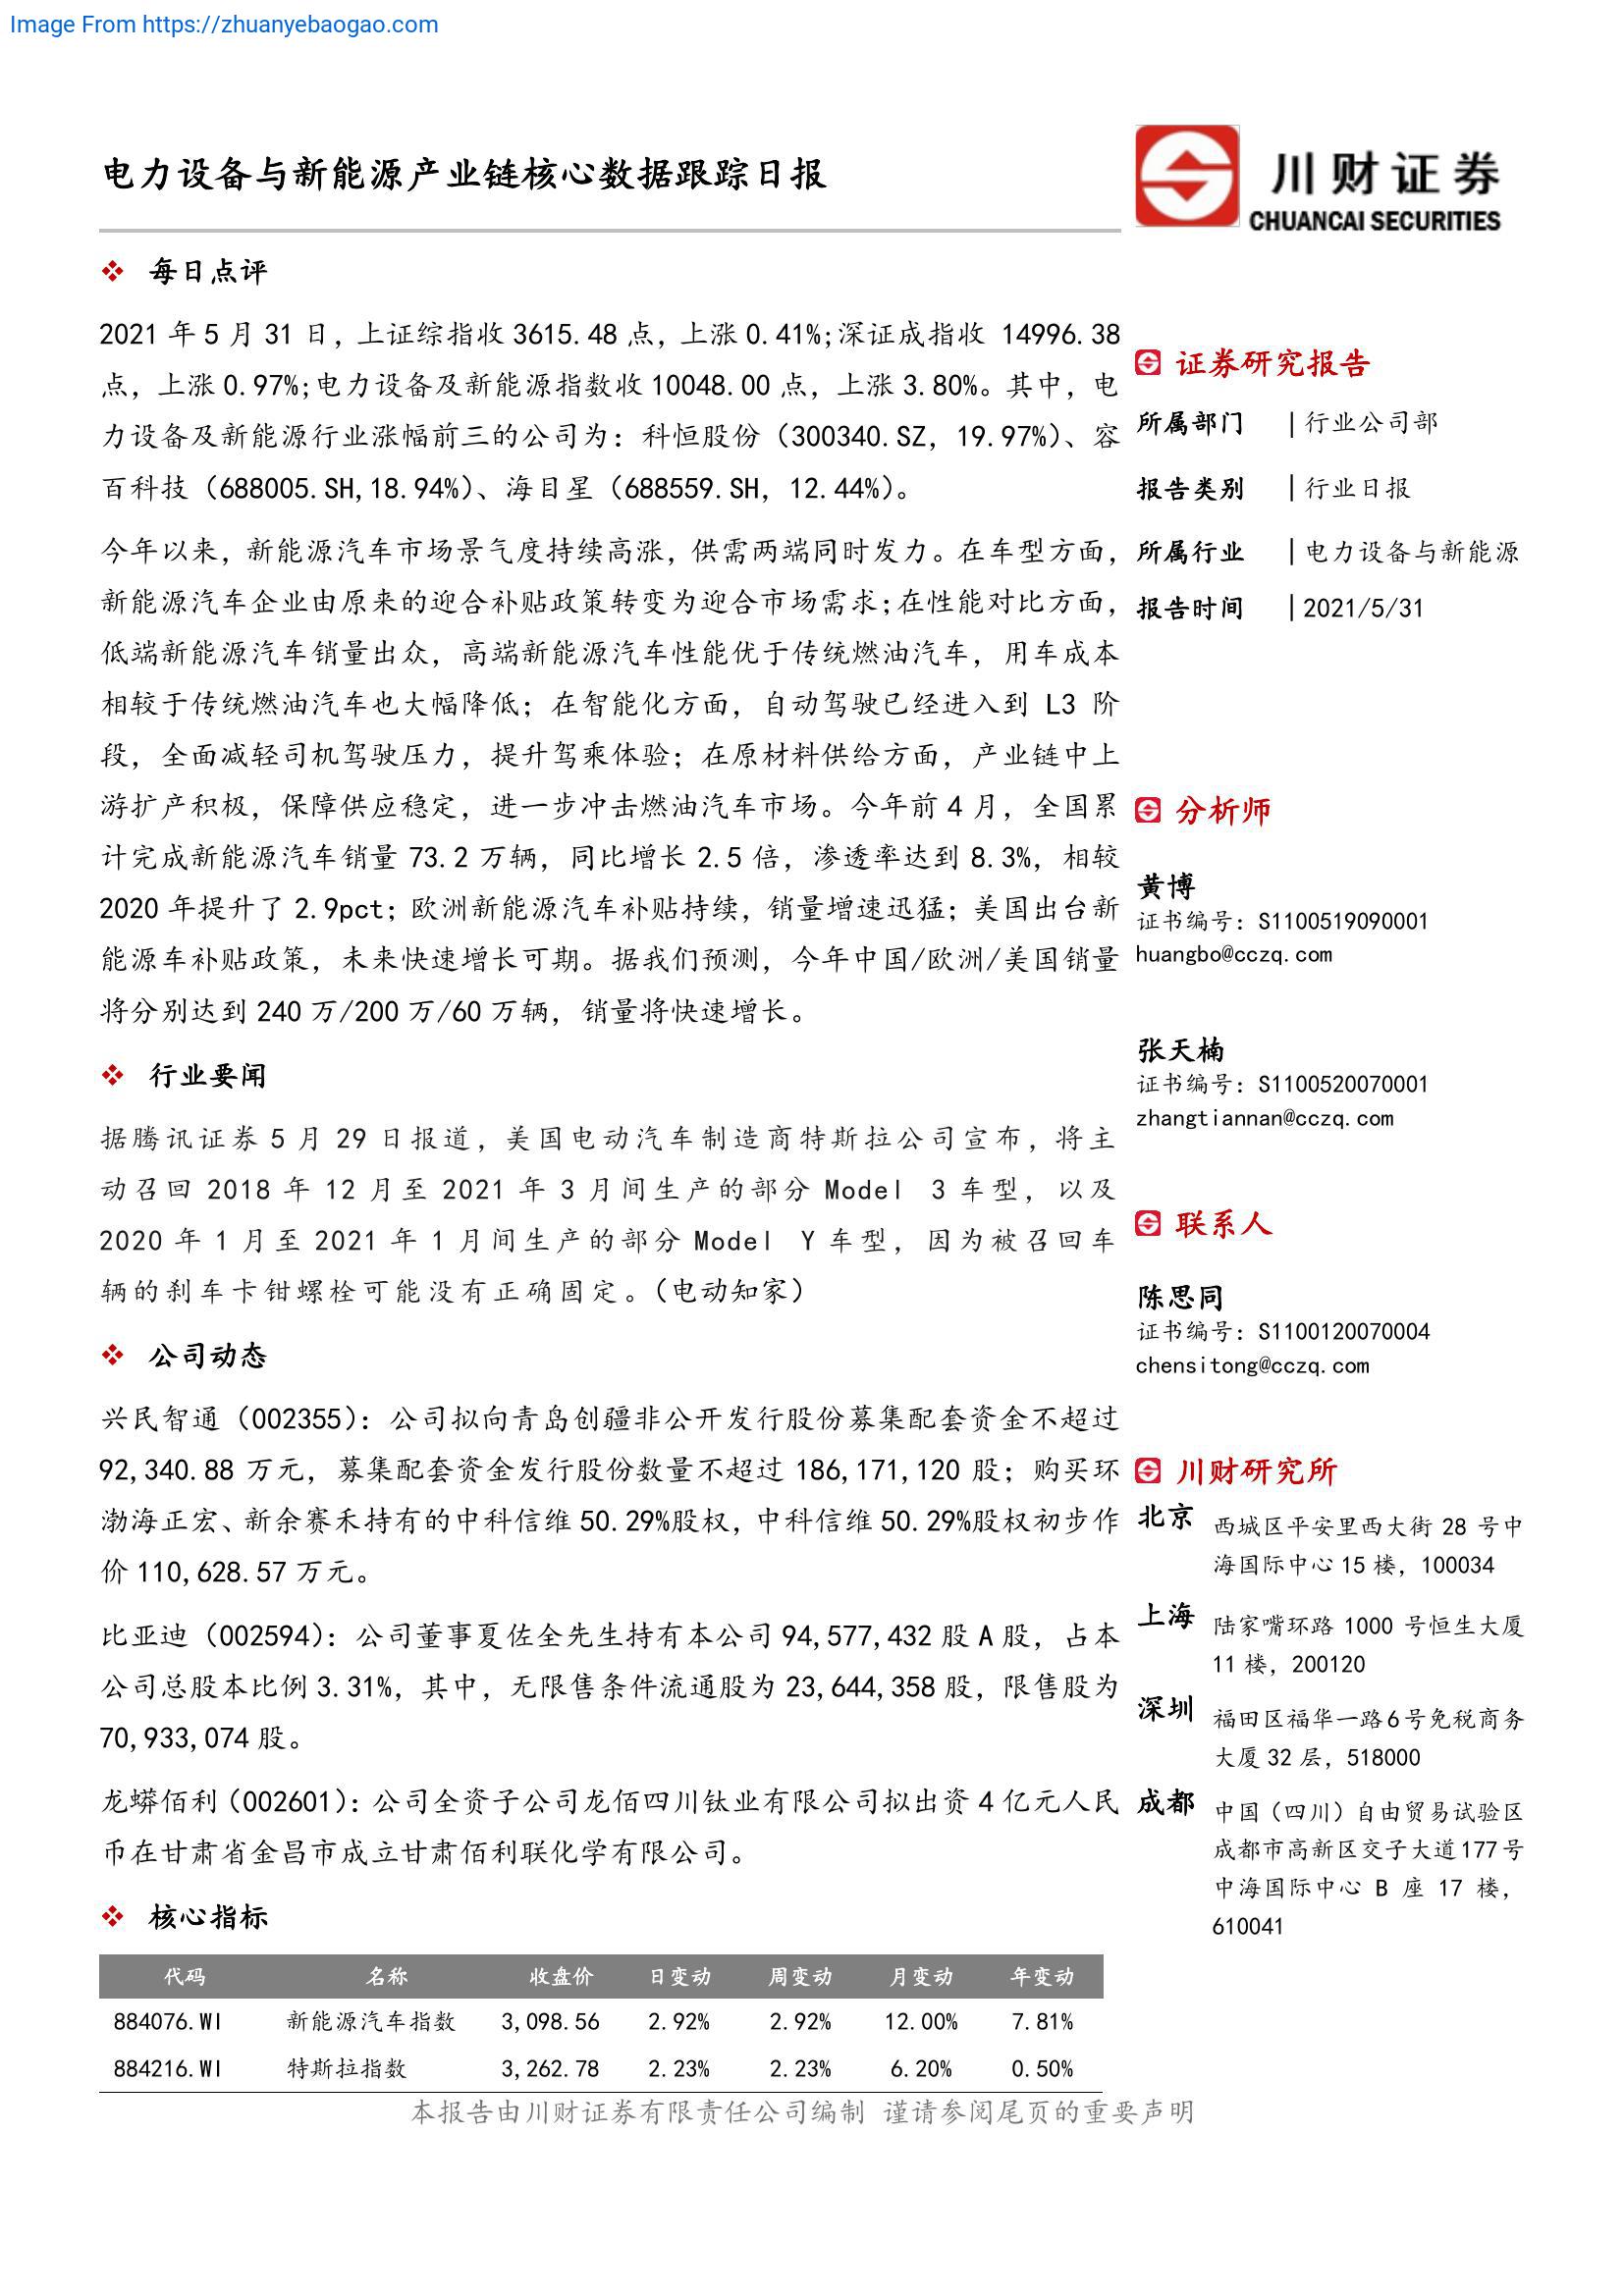 Image From https://zhuanyebaogao.com
电力设备与新能源产业链核心数据跟踪日报
川财证券
CHUANCAI SECURITIES
每日点评
2021 年 5 月 31 日，上证综指收 3615.48 点，上涨 0.41%;深证成指收 14996.38
点，上涨 0.97%;电力设备及新能源指数收 10048.00 点，上涨 3.80%。其中，电
力设备及新能源行业涨幅前三的公司为：科恒股份（300340.SZ，19.97%）、容
百科技（688005.SH,18.94%）、海目星（688559.SH，12.44%）。
今年以来，新能源汽车市场景气度持续高涨，供需两端同时发力。在车型方面，
新能源汽车企业由原来的迎合补贴政策转变为迎合市场需求;在性能对比方面，
低端新能源汽车销量出众，高端新能源汽车性能优于传统燃油汽车，用车成本
相较于传统燃油汽车也大幅降低；在智能化方面，自动驾驶已经进入到 L3 阶
段，全面减轻司机驾驶压力，提升驾乘体验；在原材料供给方面，产业链中上
游扩产积极，保障供应稳定，进一步冲击燃油汽车市场。今年前 4 月，全国累
计完成新能源汽车销量 73.2 万辆，同比增长 2.5 倍，渗透率达到 8.3%，相较
2020 年提升了 2.9pct；欧洲新能源汽车补贴持续，销量增速迅猛；美国出台新
能源车补贴政策，未来快速增长可期。据我们预测，今年中国/欧洲/美国销量
将分别达到 240 万/200 万/60 万辆，销量将快速增长。
行业要闻
据腾讯证券 5 月 29 日报道，美国电动汽车制造商特斯拉公司宣布，将主
动召回 2018 年 12 月至 2021 年 3 月间生产的部分 Model 3 车型，以及
2020 年 1 月至 2021 年 1 月间生产的部分 Model Y 车型，因为被召回车
辆的刹车卡钳螺栓可能没有正确固定。（电动知家）
公司动态
兴民智通（002355）：公司拟向青岛创疆非公开发行股份募集配套资金不超过
92,340.88 万元，募集配套资金发行股份数量不超过 186,171,120 股；购买环
渤海正宏、新余赛禾持有的中科信维 50.29%股权，中科信维 50.29%股权初步作
价 110,628.57 万元。
比亚迪（002594）：公司董事夏佐全先生持有本公司 94,577,432 股 A 股，占本
公司总股本比例 3.31%，其中，无限售条件流通股为 23,644,358 股，限售股为
70,933,074 股。
龙蟒佰利（002601）：公司全资子公司龙佰四川钛业有限公司拟出资 4 亿元人民
币在甘肃省金昌市成立甘肃佰利联化学有限公司。
核心指标
代码 名称 收盘价 日变动 周变动 月变动 年变动
884076.WI 新能源汽车指数 3,098.56 2.92% 2.92% 12.00% 7.81%
884216.WI 特斯拉指数 3,262.78 2.23% 2.23% 6.20% 0.50%
证券研究报告
所属部门 | 行业公司部
报告类别 | 行业日报
所属行业 | 电力设备与新能源
报告时间 | 2021/5/31
分析师
黄博
证书编号：S1100519090001
huangbo@cczq.com
张天楠
证书编号：S1100520070001
zhangtiannan@cczq.com
联系人
陈思同
证书编号：S1100120070004
chensitong@cczq.com
川财研究所
北京 西城区平安里西大街 28 号中
海国际中心 15 楼，100034
上海 陆家嘴环路 1000 号恒生大厦
11 楼，200120
深圳 福田区福华一路 6 号免税商务
大厦 32 层，518000
成都 中国（四川）自由贸易试验区
成都市高新区交子大道 177 号
中海国际中心 B 座 17 楼，
610041
本报告由川财证券有限责任公司编制 谨请参阅尾页的重要声明